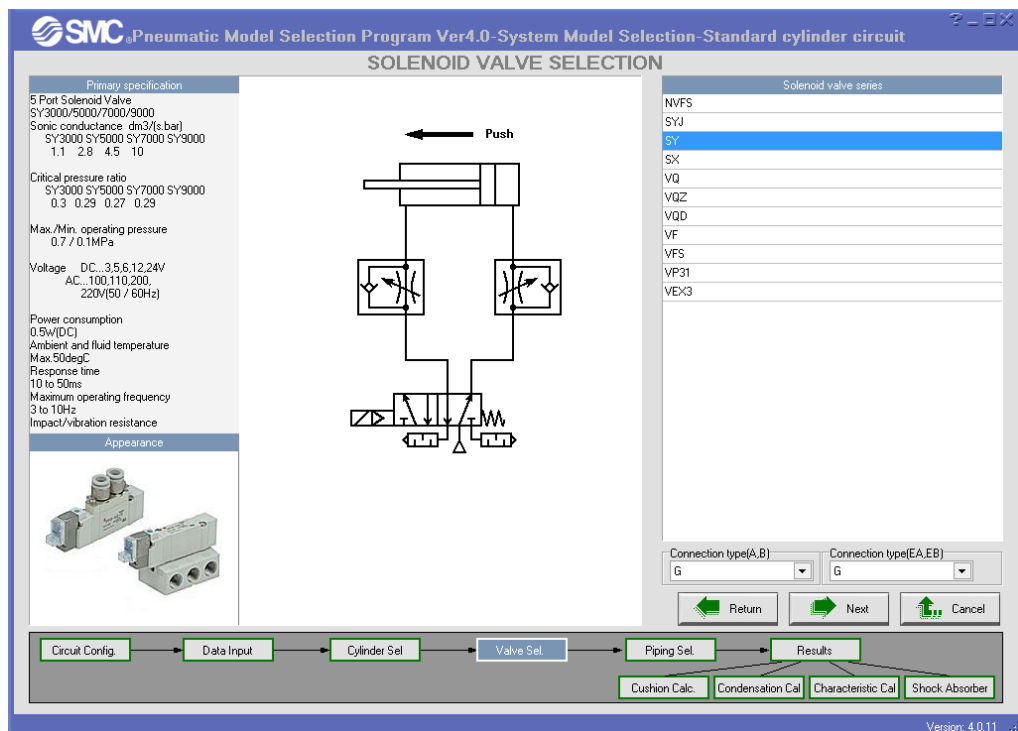 SMC.Pneumatic Model Selection Program Ver4.0-System Model Selection-Standard cylinder circuit
SOLENOID VALVE SELECTION
Primary specification
5 Port Solenoid Valve
SY3000/5000/7000/9000
Sonic conductance dm3/(s.bar)
SY3000 SY5000 SY7000 SY9000
1.1 2.8 4.5 10
Critical pressure ratio
SY3000 SY5000 SY7000 SY9000
0.3 0.29 0.27 0.29
Max./Min. operating pressure
0.7 / 0.1MPa
Voltage DC...3,5,6,12,24V
AC...100,110,200,
220V(50 / 60Hz)
Power consumption
0.5W(DC)
Ambient and fluid temperature
Max.50degC
Response time
10 to 50ms
Maximum operating frequency
3 to 10Hz
Impact/vibration resistance
Appearance
Push
Solenoid valve series
NVFS
SYJ
SY
SX
VQ
VQZ
VQD
VF
VFS
VP31
VEX3
Connection type(A,B) Connection type(EA,EB)
G G
Return Next Cancel
Circuit Config. Data Input Cylinder Sel Valve Sel. Piping Sel. Results
Cushion Calc. Condensation Cal Characteristic Cal Shock Absorber
Version: 4.0.11